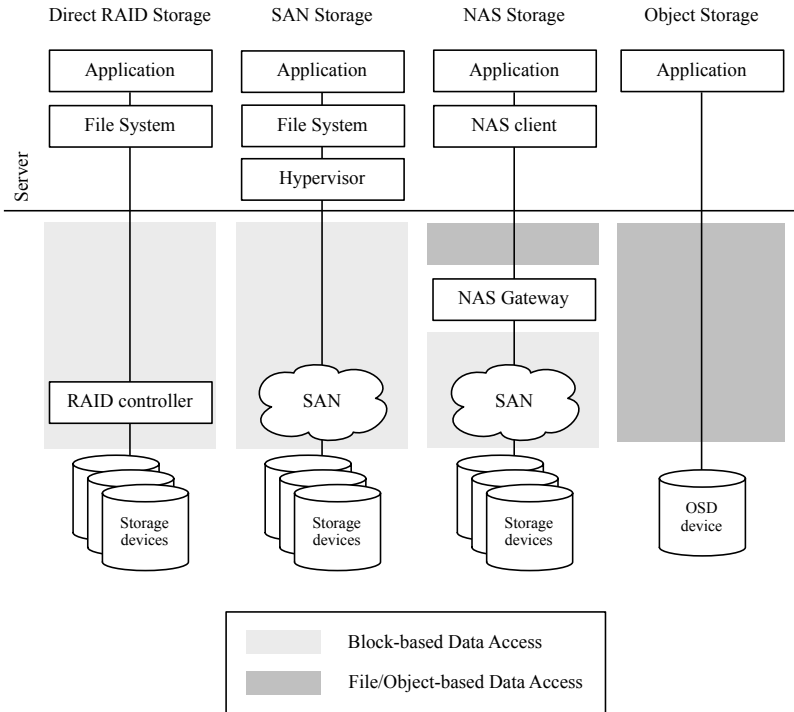 Direct RAID Storage
SAN Storage
NAS Storage
Object Storage
Application
Application
Application
Application
File System
File System
NAS client
Hypervisor
Server
NAS Gateway
RAID controller
SAN
SAN
Storage
devices
Storage
devices
Storage
devices
OSD
device
Block-based Data Access
File/Object-based Data Access